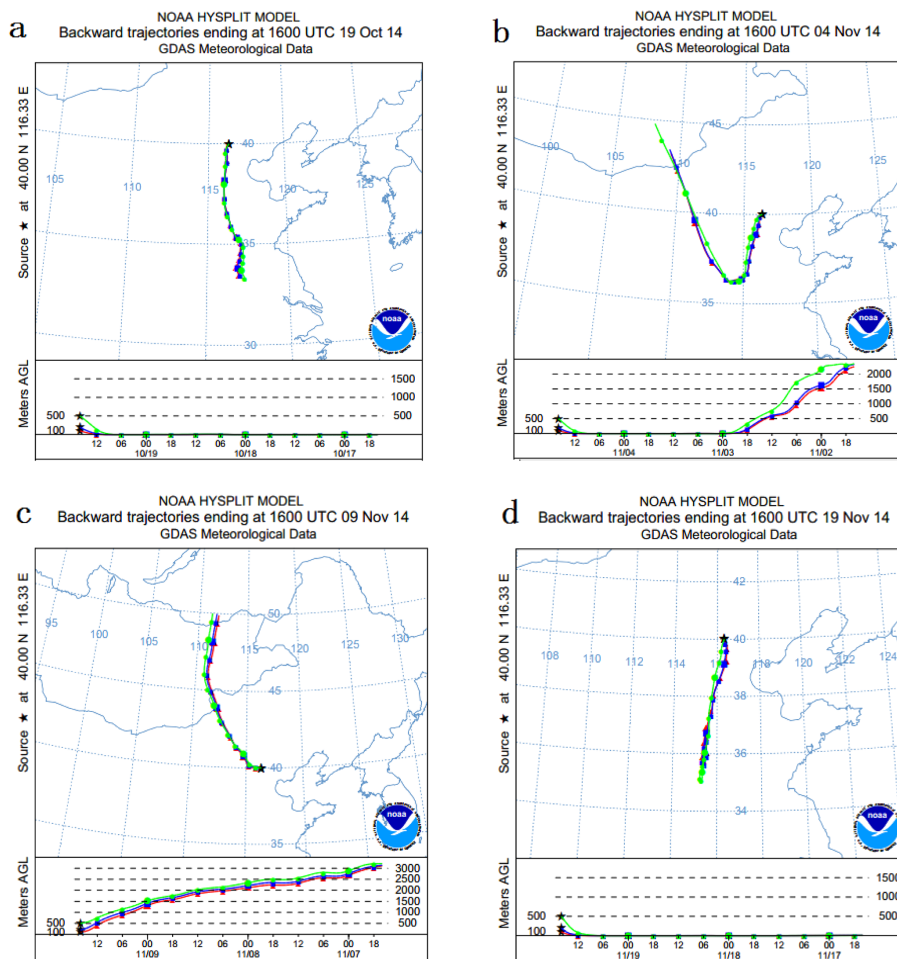 a
NOAA HYSPLIT MODEL
Backward trajectories ending at 1600 UTC 19 Oct 14
GDAS Meteorological Data
Source ★ at 40.000 N 116.33 E
105
110
115
120
125
40
35
30
noaa
Meters AGL
1500
1000
500
500
100
12 06 00 18 12 06 00 18 12 06 00 18
10/19 10/18 10/17
b
NOAA HYSPLIT MODEL
Backward trajectories ending at 1600 UTC 04 Nov 14
GDAS Meteorological Data
Source ★ at 40.000 N 116.33 E
100
105
110
115
120
125
45
40
35
noaa
Meters AGL
2000
1500
1000
500
500
100
12 06 00 18 12 06 00 18 12 06 00 18
11/04 11/03 11/02
c
NOAA HYSPLIT MODEL
Backward trajectories ending at 1600 UTC 09 Nov 14
GDAS Meteorological Data
Source ★ at 40.000 N 116.33 E
95
100
105
110
115
120
125
130
50
45
40
35
noaa
Meters AGL
3000
2500
2000
1500
1000
500
500
100
12 06 00 18 12 06 00 18 12 06 00 18
11/09 11/08 11/07
d
NOAA HYSPLIT MODEL
Backward trajectories ending at 1600 UTC 19 Nov 14
GDAS Meteorological Data
Source ★ at 40.000 N 116.33 E
108
110
112
114
116
118
120
122
124
42
40
38
36
34
noaa
Meters AGL
1500
1000
500
500
100
12 06 00 18 12 06 00 18 12 06 00 18
11/19 11/18 11/17